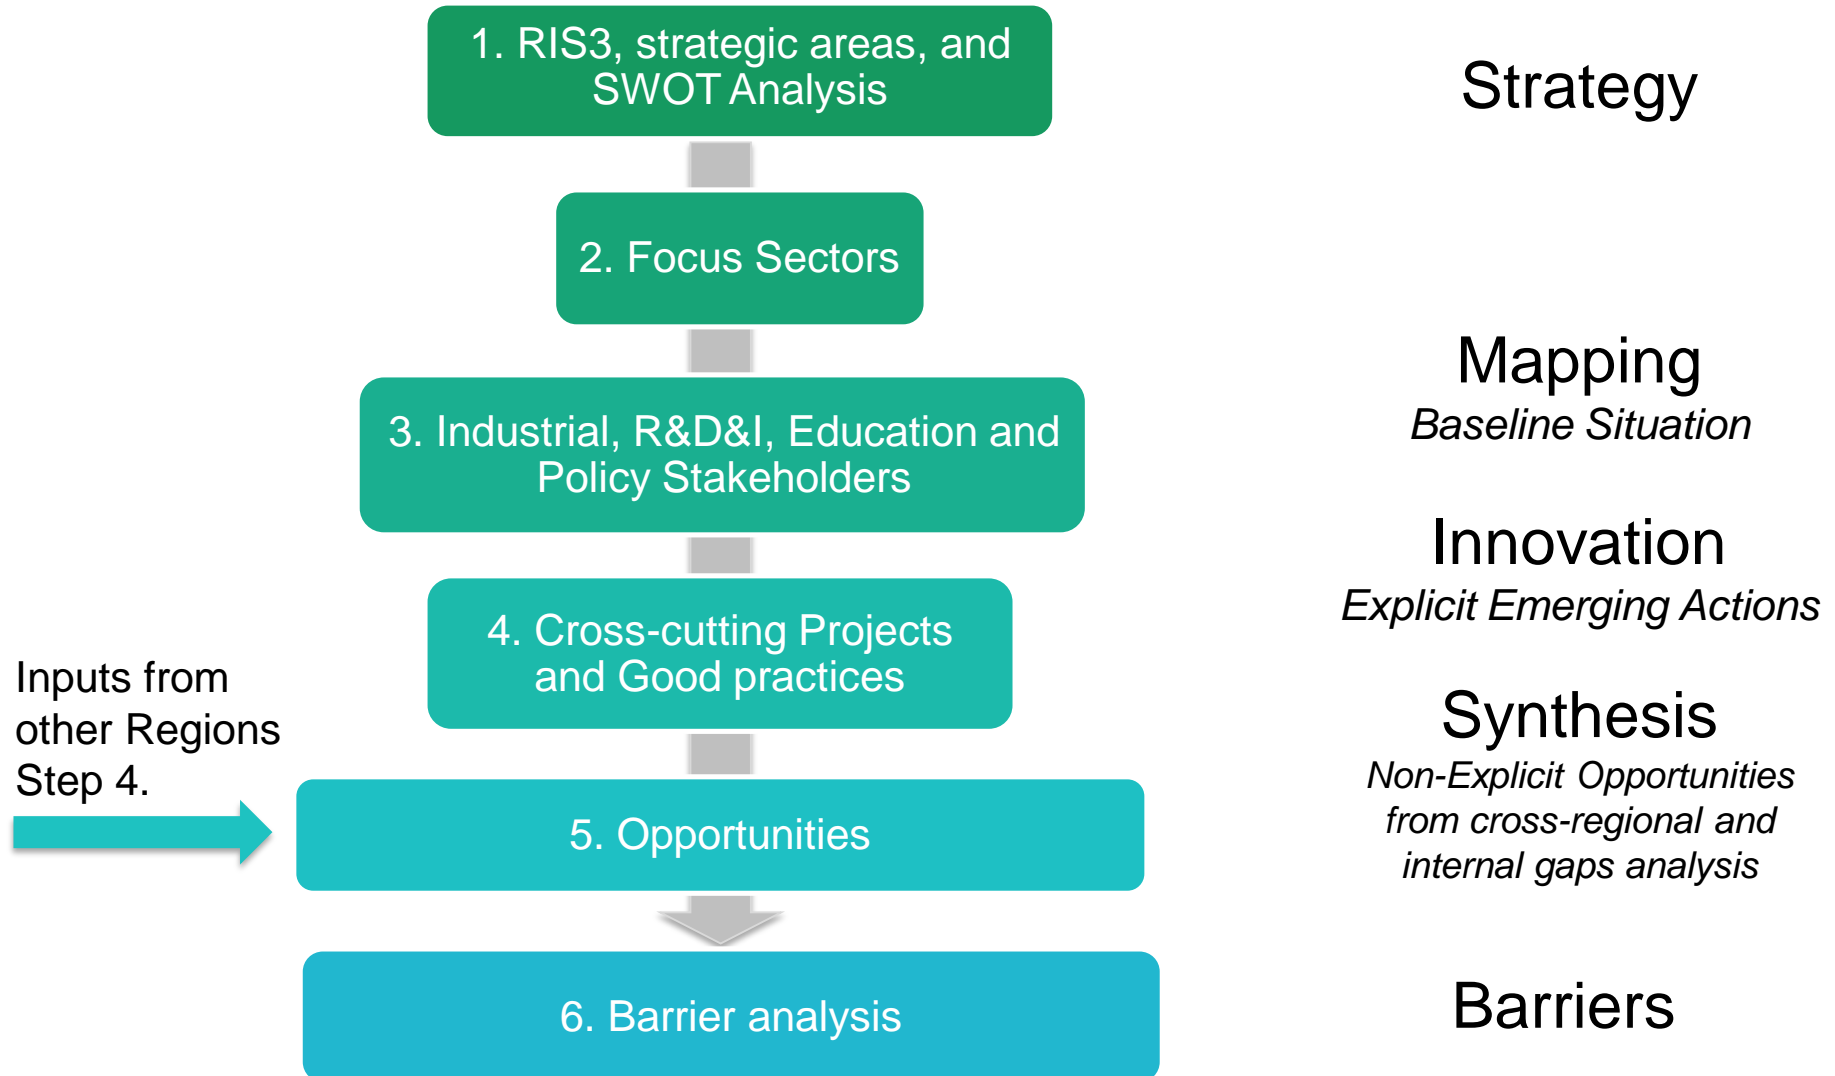 1. RIS3, strategic areas, and
SWOT Analysis
Strategy
2. Focus Sectors
Mapping
Baseline Situation
3. Industrial, R&D&I, Education and
Policy Stakeholders
Innovation
Explicit Emerging Actions
4. Cross-cutting Projects
and Good practices
Inputs from
other Regions
Step 4.
Synthesis
Non-Explicit Opportunities
from cross-regional and
internal gaps analysis
5. Opportunities
6. Barrier analysis
Barriers